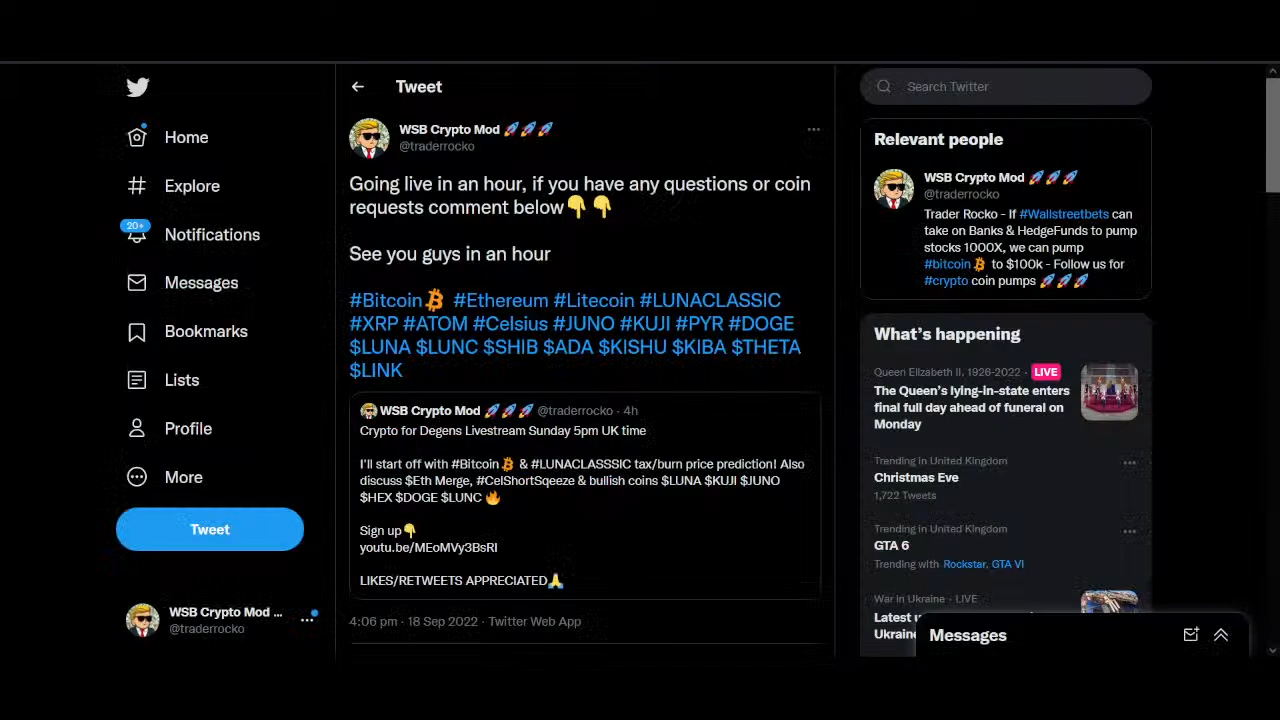 Home
Explore
20+
Notifications
Messages
Bookmarks
Lists
Profile
More
Tweet
WSB Crypto Mod ...
@traderrocko
Tweet
WSB Crypto Mod 🚀🚀🚀
@traderrocko
Going live in an hour, if you have any questions or coin
requests comment below👇👇
See you guys in an hour
#Bitcoin #Ethereum #Litecoin #LUNACLASSIC
#XRP #ATOM #Celsius #JUNO #KUJI #PYR #DOGE
$LUNA $LUNC $SHIB $ADA $KISHU $KIBA $THETA
$LINK
WSB Crypto Mod 🚀🚀🚀 @traderrocko · 4h
Crypto for Degens Livestream Sunday 5pm UK time
I'll start off with #Bitcoin & #LUNACLASSSIC tax/burn price prediction! Also
discuss $Eth Merge, #CelShortSqeeze & bullish coins $LUNA $KUJI $JUNO
$HEX $DOGE $LUNC 🔥
Sign up👇
youtu.be/MEoMVy3BsRI
LIKES/RETWEETS APPRECIATED🙏
4:06 pm · 18 Sep 2022 · Twitter Web App
Search Twitter
Relevant people
WSB Crypto Mod 🚀🚀🚀
@traderrocko
Trader Rocko - If #Wallstreetbets can
take on Banks & HedgeFunds to pump
stocks 1000X, we can pump
#bitcoin to $100k - Follow us for
#crypto coin pumps 🚀🚀🚀
What's happening
Queen Elizabeth II, 1926-2022 · LIVE
The Queen's lying-in-state enters
final full day ahead of funeral on
Monday
Trending in United Kingdom
Christmas Eve
1,722 Tweets
Trending in United Kingdom
GTA 6
Trending with Rockstar, GTA VI
War in Ukraine · LIVE
Latest
Ukraine
Messages